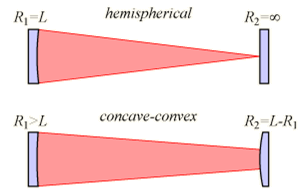 hemispherical
R₁=L R₂=∞
concave-convex
R₁>L R₂=L-R₁